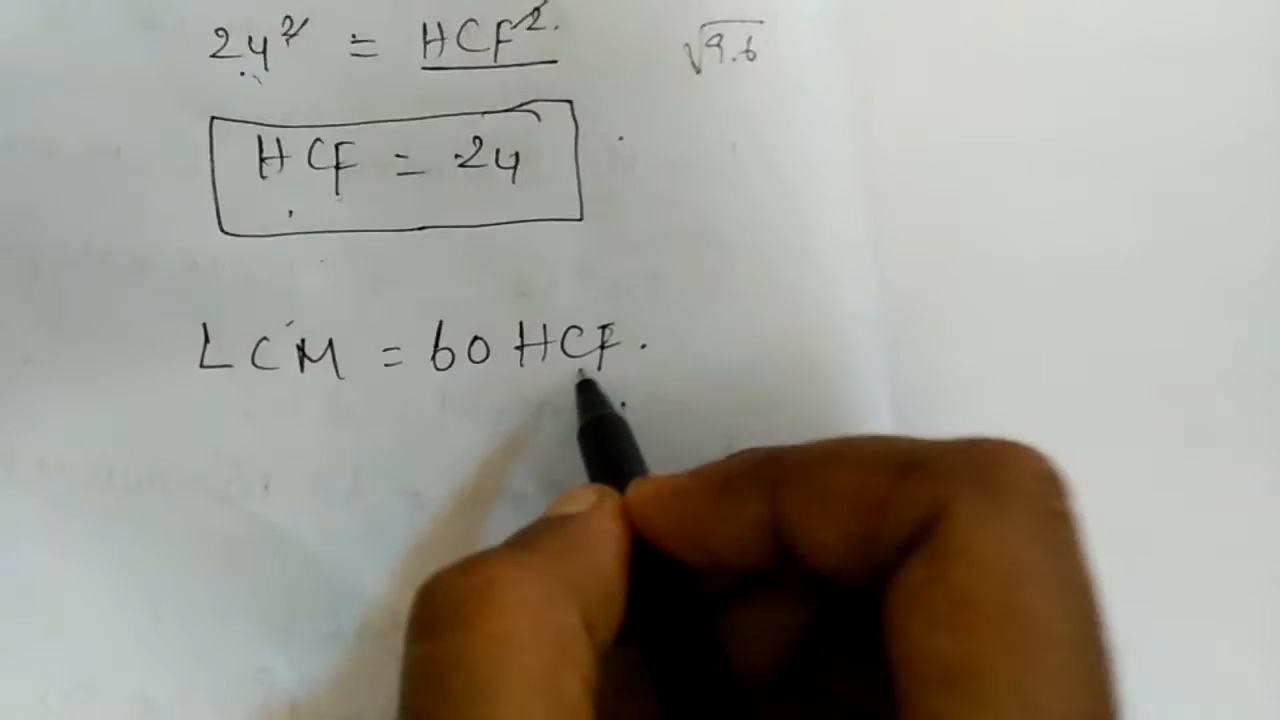 24² = HCF².
√9.6
HCF = 24
LCM = 60 HCF.